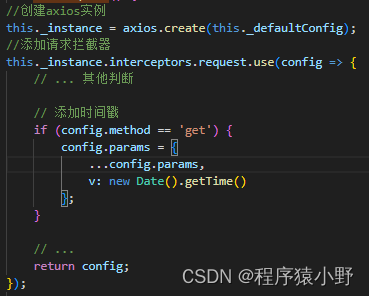 //创建axios实例
this._instance = axios.create(this._defaultConfig);
//添加请求拦截器
this._instance.interceptors.request.use(config => {
// ... 其他判断
// 添加时间戳
if (config.method == 'get') {
config.params = {
...config.params,
v: new Date().getTime()
};
}
// ...
return config;
});
CSDN @程序猿小野